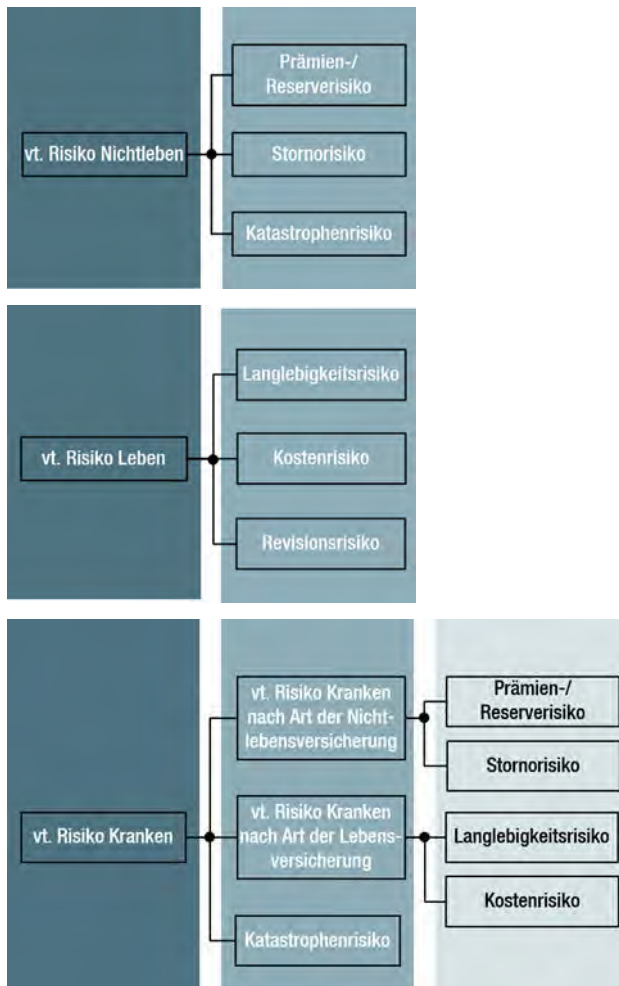 Prämien-/
Reserverisiko
vt. Risiko Nichtleben
Stornorisiko
Katastrophenrisiko
Langlebigkeitsrisiko
vt. Risiko Leben
Kostenrisiko
Revisionsrisiko
vt. Risiko Kranken
vt. Risiko Kranken
nach Art der Nicht-
lebensversicherung
Prämien-/
Reserverisiko
Stornorisiko
vt. Risiko Kranken
nach Art der Lebens-
versicherung
Langlebigkeitsrisiko
Kostenrisiko
Katastrophenrisiko